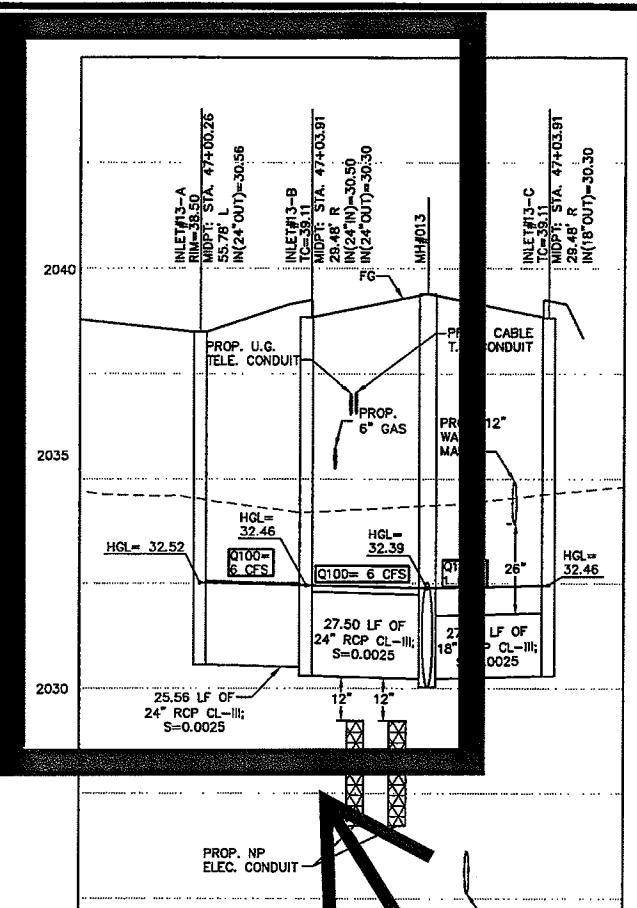 INLET#13-A
RIM=38.50
MIDPT: STA. 47+00.26
55.78' L
IN(24"OUT)=30.56
INLET#13-B
TC=39.11
MIDPT: STA. 47+03.91
29.48' R
IN(24"IN)=30.50
IN(24"OUT)=30.30
MH#013
INLET#13-C
TC=39.11
MIDPT: STA. 47+03.91
29.48' R
IN(18"OUT)=30.30
2040
FG
PROP. U.G.
TELE. CONDUIT
CABLE
CONDUIT
PROP.
6" GAS
12"
2035
HGL= 32.52
Q100=
6 CFS
HGL=
32.46
Q100= 6 CFS
HGL=
32.39
26"
HGL=
32.46
27.50 LF OF
24" RCP CL-III;
S=0.0025
LF OF
18" CL-III;
.0025
2030
25.56 LF OF
24" RCP CL-III;
S=0.0025
12" 12"
PROP. NP
ELEC. CONDUIT